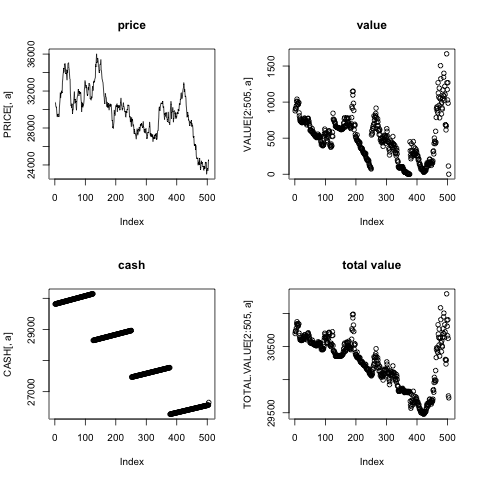 price
PRICE[, a]
24000 28000 32000 36000
0 100 200 300 400 500
Index
value
VALUE[2:505, a]
0 500 1000 1500
0 100 200 300 400 500
Index
cash
CASH[, a]
27000 29000
0 100 200 300 400 500
Index
total value
TOTAL.VALUE[2:505, a]
29500 30500
0 100 200 300 400 500
Index